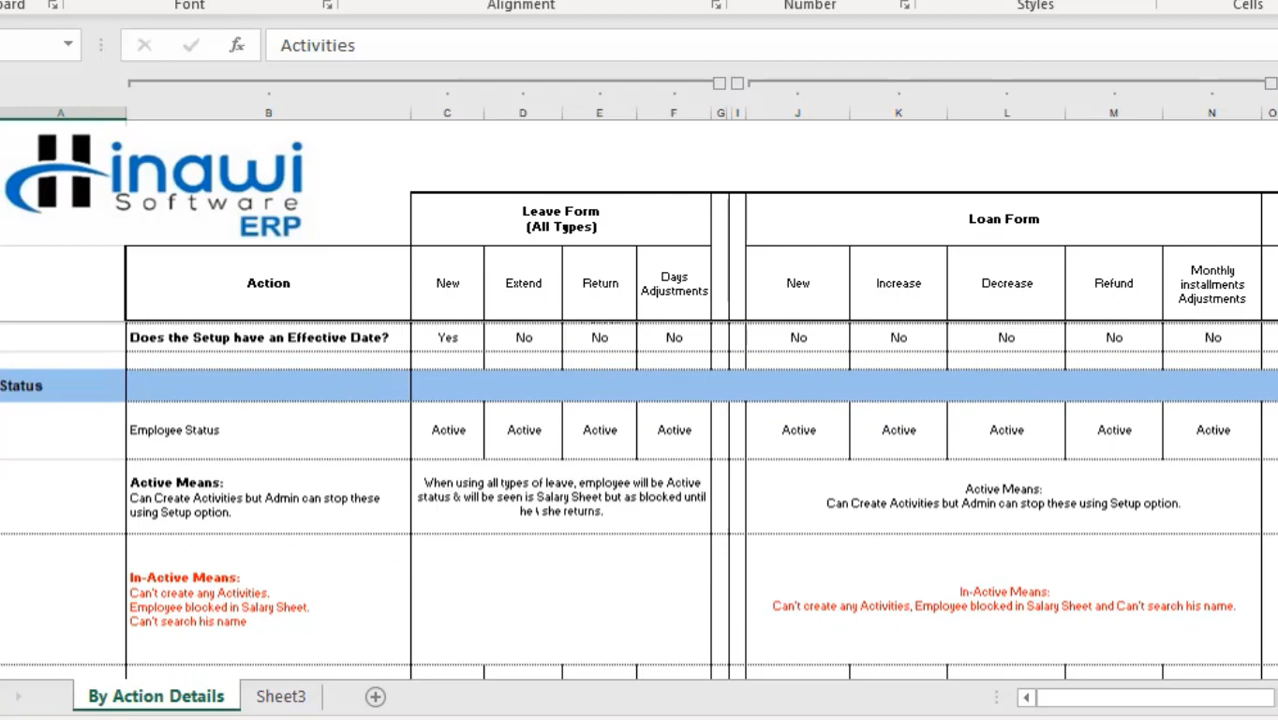 Font
Alignment
Number
Styles
Cells
fx
Activities
A B C D E F G I J K L M N
Hinawi
Software
ERP
Leave Form
(All Types)
Loan Form
Action
New
Extend
Return
Days
Adjustments
New
Increase
Decrease
Refund
Monthly
installments
Adjustments
Does the Setup have an Effective Date? Yes No No No No No No No No
Status
Employee Status Active Active Active Active Active Active Active Active Active
Active Means:
Can Create Activities but Admin can stop these
using Setup option.
When using all types of leave, employee will be Active
status & will be seen is Salary Sheet but as blocked until
he \ she returns.
Active Means:
Can Create Activities but Admin can stop these using Setup option.
In-Active Means:
Can't create any Activities.
Employee blocked in Salary Sheet.
Can't search his name
In-Active Means:
Can't create any Activities, Employee blocked in Salary Sheet and Can't search his name.
By Action Details
Sheet3